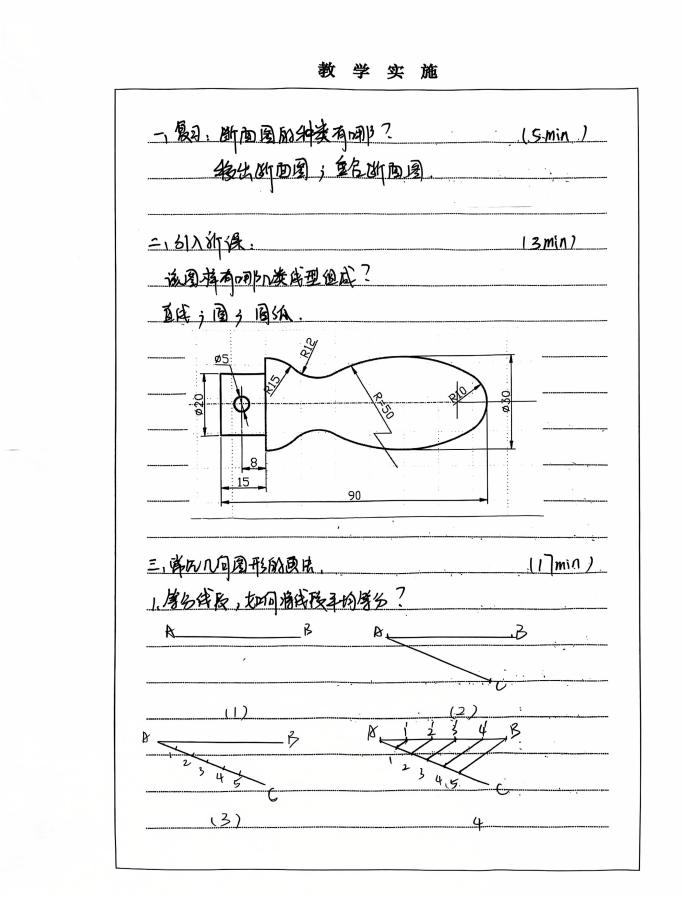 教 学 实 施
一、复习：断面图的种类有哪？ （5min）
移出断面图；重合断面图.
二、引入新课： （3min）
该图样有哪几类线型组成？
直线；圆；圆弧.
ø5 R12
R15 R=50 R10
ø20 ø30
8
15
90
三、常见几何图形的画法. （17min）
1.等分线段，如何将线段平均等分？
A B A B
C
（1） （2）
A B A 1 2 3 4 B
1 2 3 4 5 C 1 2 3 4 5 C
（3） 4